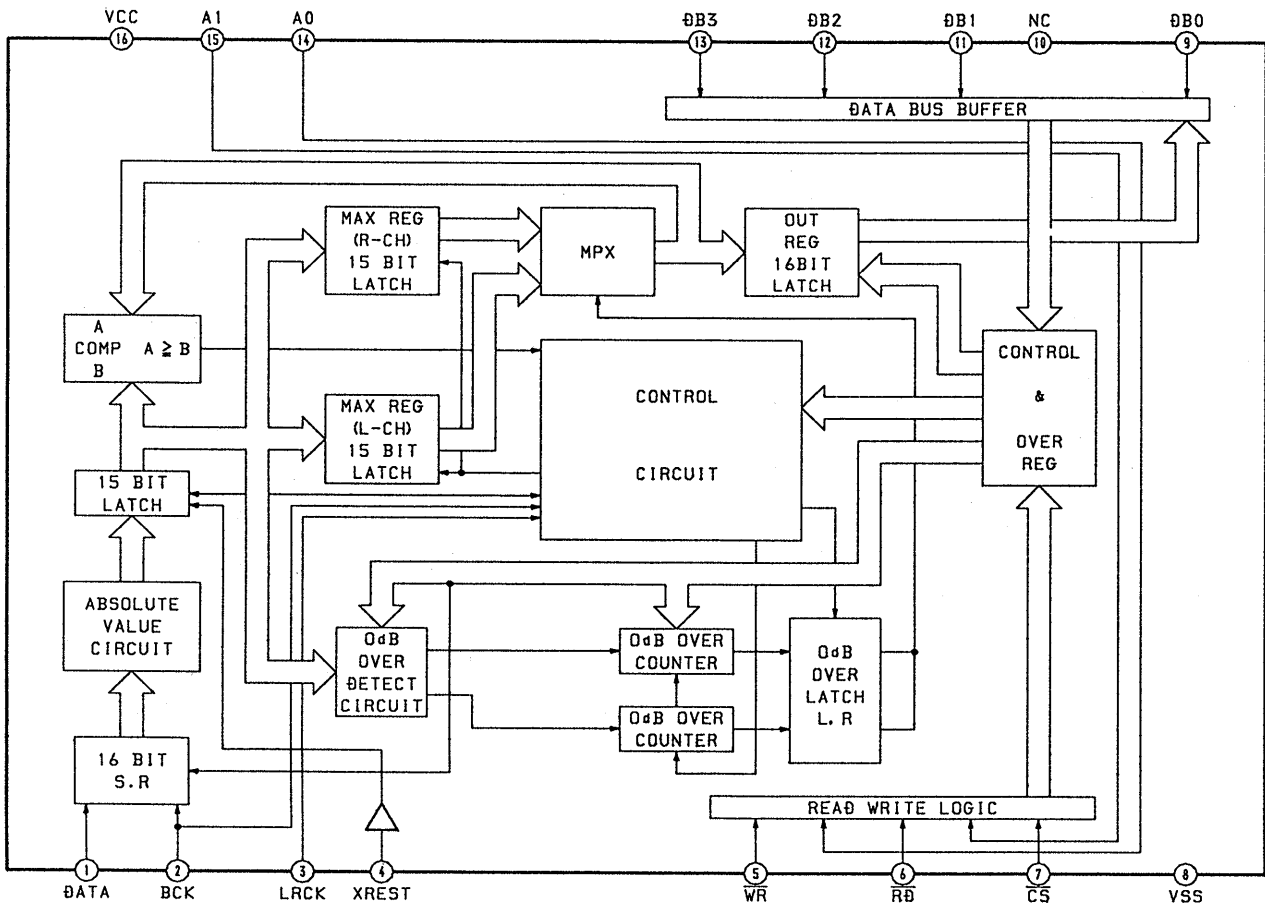 VCC A1 A0 DB3 DB2 DB1 NC DB0
16 15 14 13 12 11 10 9
DATA BUS BUFFER
MAX REG
(R-CH)
15 BIT
LATCH
MPX
OUT
REG
16BIT
LATCH
A
COMP A ≧ B
B
CONTROL
&
OVER
REG
MAX REG
(L-CH)
15 BIT
LATCH
CONTROL
CIRCUIT
15 BIT
LATCH
ABSOLUTE
VALUE
CIRCUIT
0dB
OVER
DETECT
CIRCUIT
0dB OVER
COUNTER
0dB OVER
COUNTER
0dB
OVER
LATCH
L.R
16 BIT
S.R
READ WRITE LOGIC
1 2 3 4 5 6 7 8
DATA BCK LRCK XREST W̅R̅ R̅D̅ C̅S̅ VSS